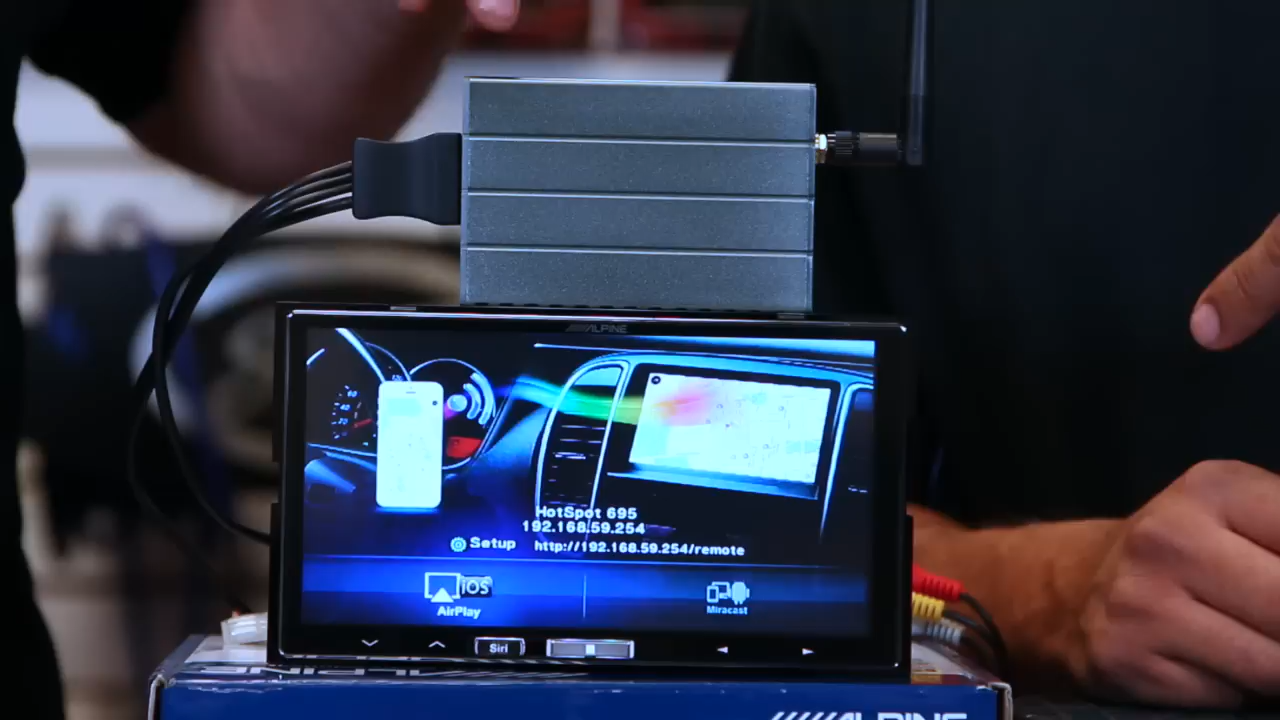 ALPINE
HotSpot 695
192.168.59.254
Setup
http://192.168.59.254/remote
iOS
AirPlay
Miracast
Siri
ALPINE